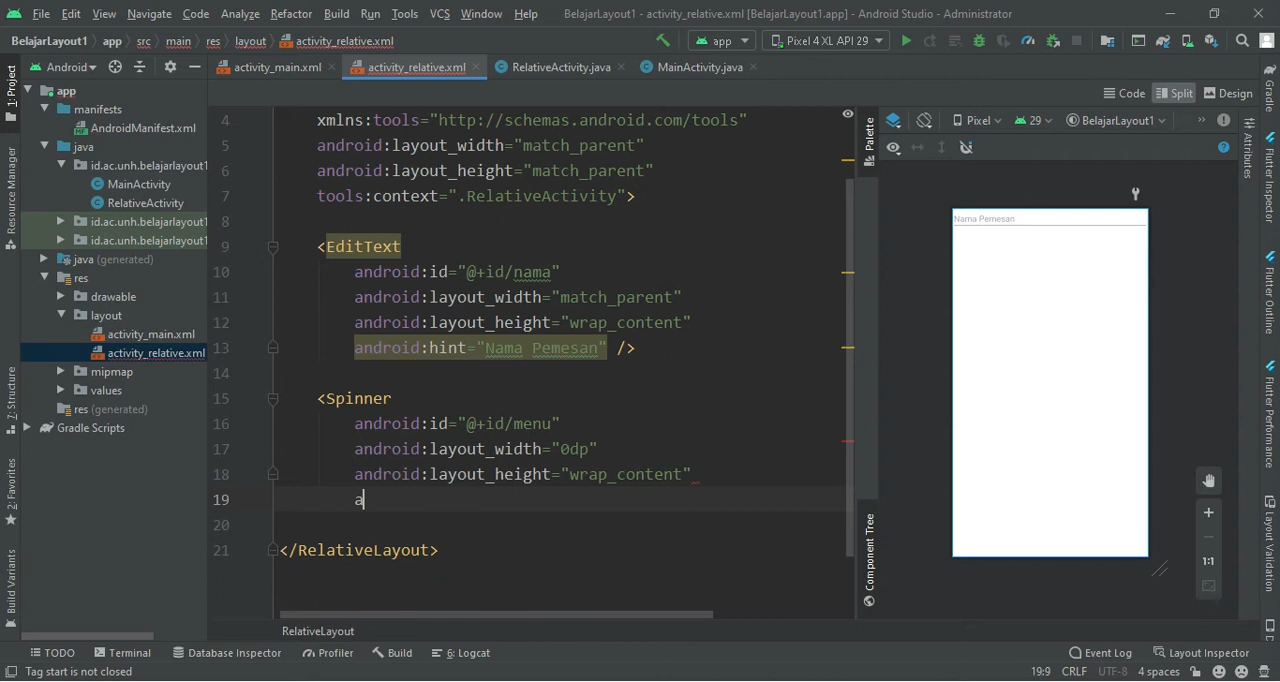 File Edit View Navigate Code Analyze Refactor Build Run Tools VCS Window Help BelajarLayout1 - activity_relative.xml [BelajarLayout1.app] - Android Studio - Administrator
BelajarLayout1 app src main res layout activity_relative.xml app Pixel 4 XL API 29
Android activity_main.xml activity_relative.xml RelativeActivity.java MainActivity.java
Code Split Design
1: Project
Resource Manager
7: Structure
2: Favorites
Build Variants
app
manifests
AndroidManifest.xml
java
id.ac.unh.belajarlayout1
MainActivity
RelativeActivity
id.ac.unh.belajarlayout1
id.ac.unh.belajarlayout1
java (generated)
res
drawable
layout
activity_main.xml
activity_relative.xml
mipmap
values
res (generated)
Gradle Scripts
4 xmlns:tools="http://schemas.android.com/tools"
5 android:layout_width="match_parent"
6 android:layout_height="match_parent"
7 tools:context=".RelativeActivity">
8
9 <EditText
10 android:id="@+id/nama"
11 android:layout_width="match_parent"
12 android:layout_height="wrap_content"
13 android:hint="Nama Pemesan" />
14
15 <Spinner
16 android:id="@+id/menu"
17 android:layout_width="0dp"
18 android:layout_height="wrap_content"
19 a
20
21 </RelativeLayout>
RelativeLayout
Palette
Component Tree
Pixel 29 BelajarLayout1
Nama Pemesan
1:1
Attributes
Gradle
Flutter Inspector
Flutter Outline
Flutter Performance
Layout Validation
TODO Terminal Database Inspector Profiler Build 6: Logcat Event Log Layout Inspector
Tag start is not closed 19:9 CRLF UTF-8 4 spaces